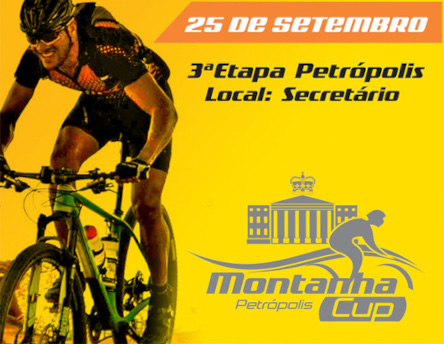 25 DE SETEMBRO
3ªEtapa Petrópolis
Local: Secretário
Montanha
Petrópolis Cup